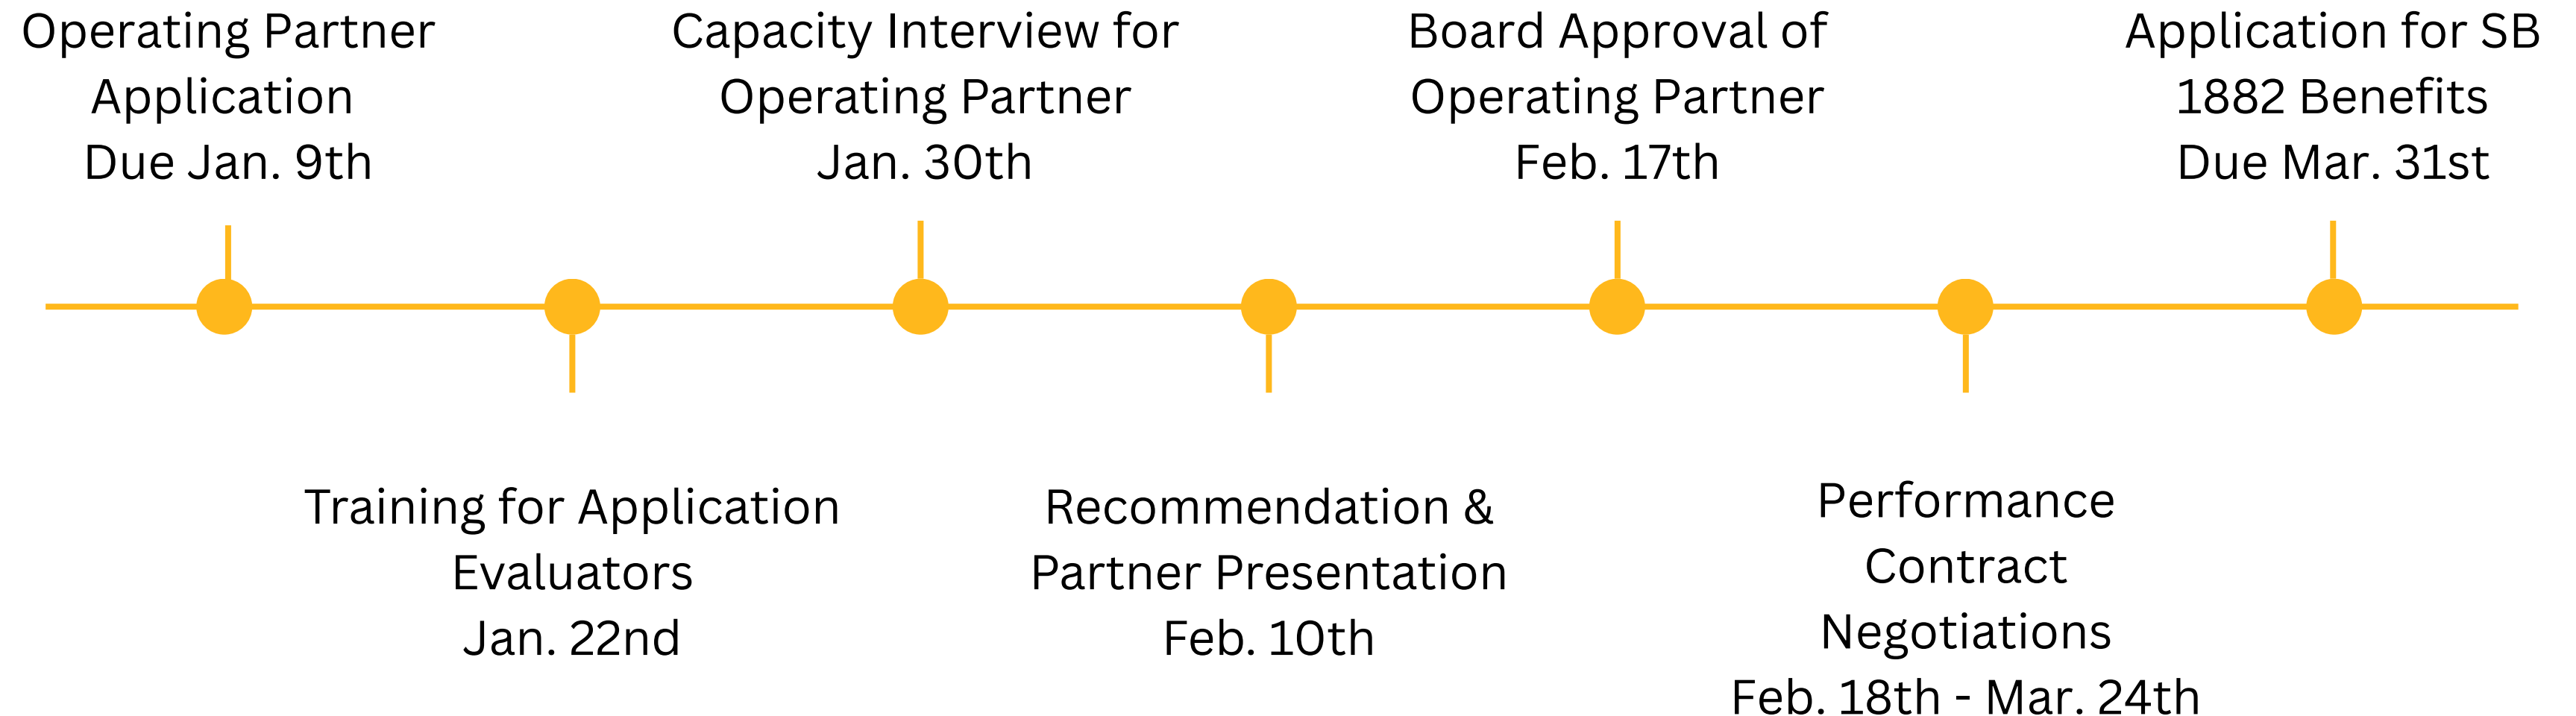 Operating Partner
Application
Due Jan. 9th
Training for Application
Evaluators
Jan. 22nd
Capacity Interview for
Operating Partner
Jan. 30th
Recommendation &
Partner Presentation
Feb. 10th
Board Approval of
Operating Partner
Feb. 17th
Performance
Contract
Negotiations
Feb. 18th - Mar. 24th
Application for SB
1882 Benefits
Due Mar. 31st